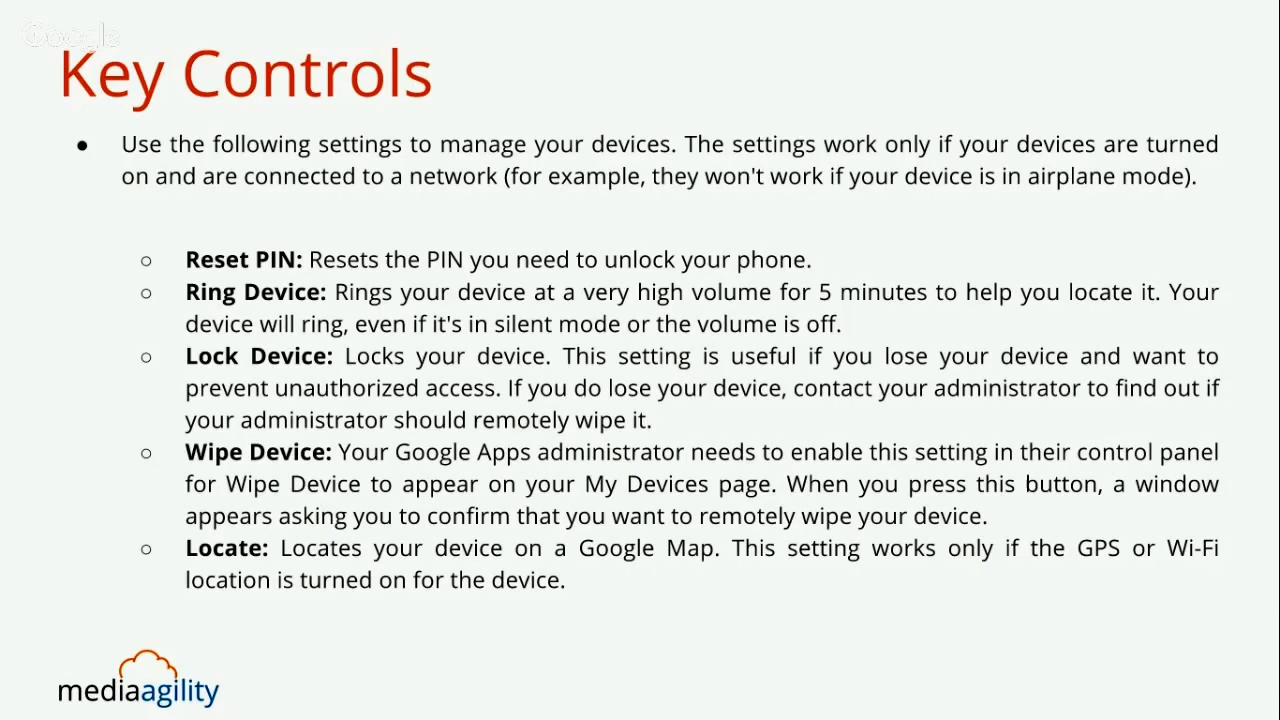 Google
Key Controls
● Use the following settings to manage your devices. The settings work only if your devices are turned
on and are connected to a network (for example, they won't work if your device is in airplane mode).
○ Reset PIN: Resets the PIN you need to unlock your phone.
○ Ring Device: Rings your device at a very high volume for 5 minutes to help you locate it. Your
device will ring, even if it's in silent mode or the volume is off.
○ Lock Device: Locks your device. This setting is useful if you lose your device and want to
prevent unauthorized access. If you do lose your device, contact your administrator to find out if
your administrator should remotely wipe it.
○ Wipe Device: Your Google Apps administrator needs to enable this setting in their control panel
for Wipe Device to appear on your My Devices page. When you press this button, a window
appears asking you to confirm that you want to remotely wipe your device.
○ Locate: Locates your device on a Google Map. This setting works only if the GPS or Wi-Fi
location is turned on for the device.
mediaagility